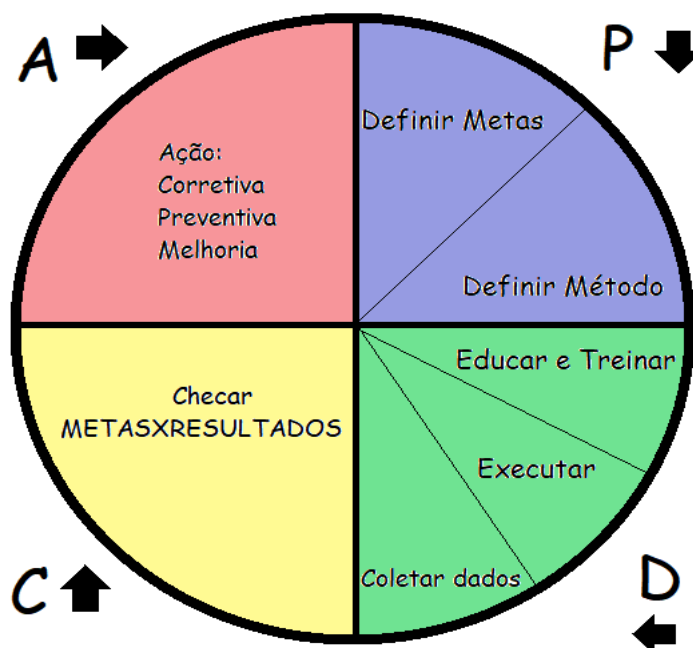 A
P
Definir Metas
Definir Método
Ação:
Corretiva
Preventiva
Melhoria
Educar e Treinar
Executar
Coletar dados
Checar
METASXRESULTADOS
C
D